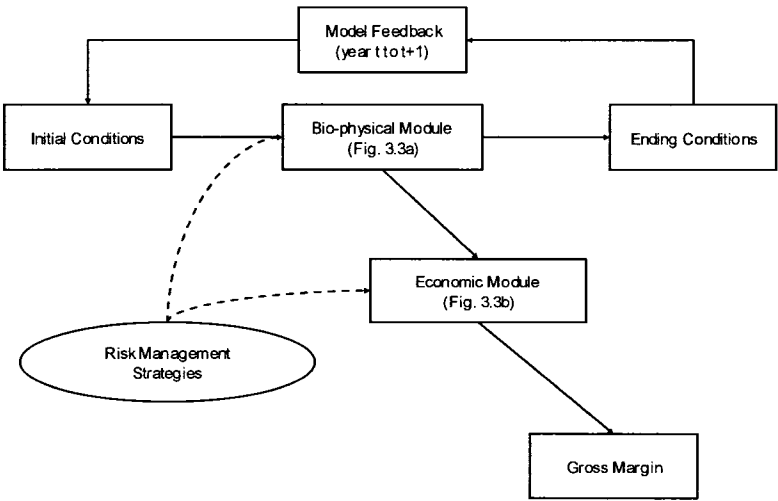 Model Feedback
(year t to t+1)
Initial Conditions
Bio-physical Module
(Fig. 3.3a)
Ending Conditions
Economic Module
(Fig. 3.3b)
Risk Management
Strategies
Gross Margin